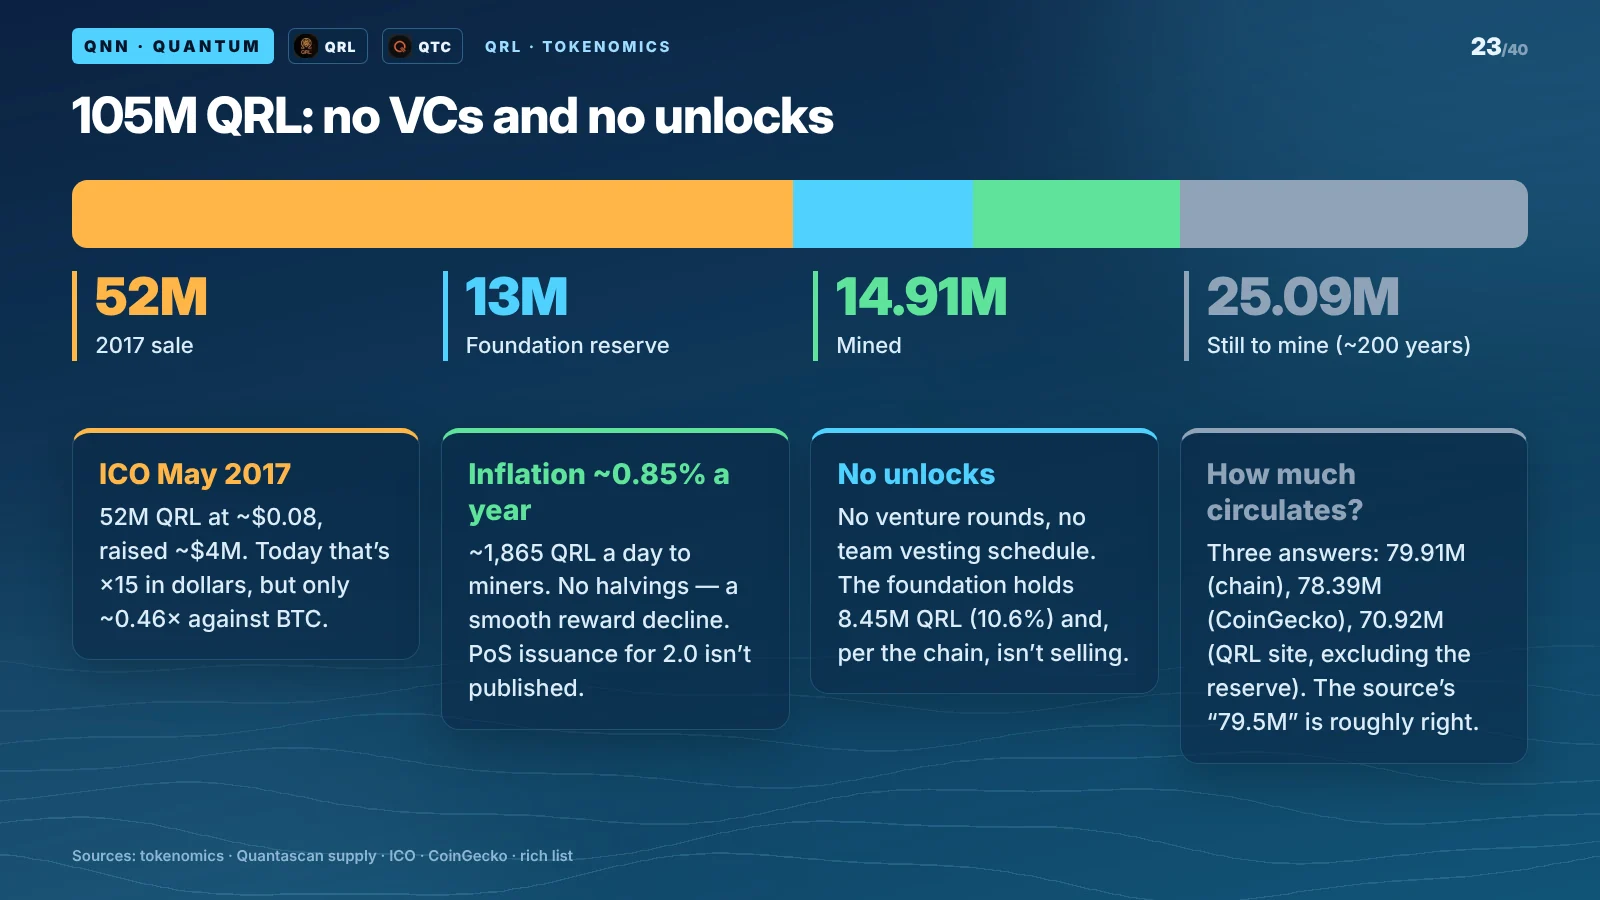 QNN · QUANTUM
QRL
QTC
QRL · TOKENOMICS
23/40
105M QRL: no VCs and no unlocks
52M
2017 sale
13M
Foundation reserve
14.91M
Mined
25.09M
Still to mine (~200 years)
ICO May 2017
52M QRL at ~$0.08,
raised ~$4M. Today that’s
×15 in dollars, but only
~0.46× against BTC.
Inflation ~0.85% a
year
~1,865 QRL a day to
miners. No halvings — a
smooth reward decline.
PoS issuance for 2.0 isn’t
published.
No unlocks
No venture rounds, no
team vesting schedule.
The foundation holds
8.45M QRL (10.6%) and,
per the chain, isn’t selling.
How much
circulates?
Three answers: 79.91M
(chain), 78.39M
(CoinGecko), 70.92M
(QRL site, excluding the
reserve). The source’s
“79.5M” is roughly right.
Sources: tokenomics · Quantascan supply · ICO · CoinGecko · rich list